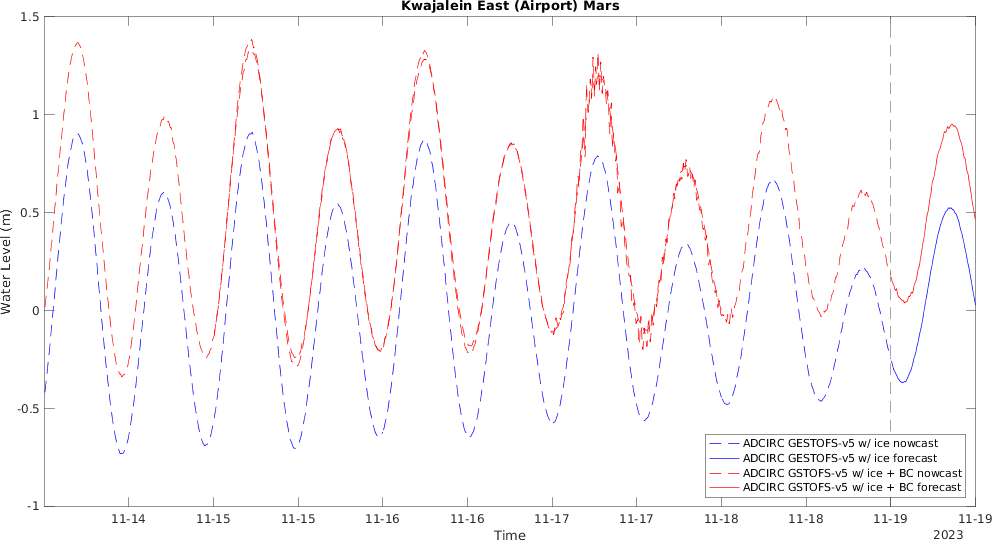 Kwajalein East (Airport) Mars
1.5
1
0.5
0
-0.5
-1
Water Level (m)
ADCIRC GESTOFS-v5 w/ ice nowcast
ADCIRC GESTOFS-v5 w/ ice forecast
ADCIRC GSTOFS-v5 w/ ice + BC nowcast
ADCIRC GSTOFS-v5 w/ ice + BC forecast
11-14 11-15 11-15 11-16 11-16 11-17 11-17 11-18 11-18 11-19 11-19
Time
2023